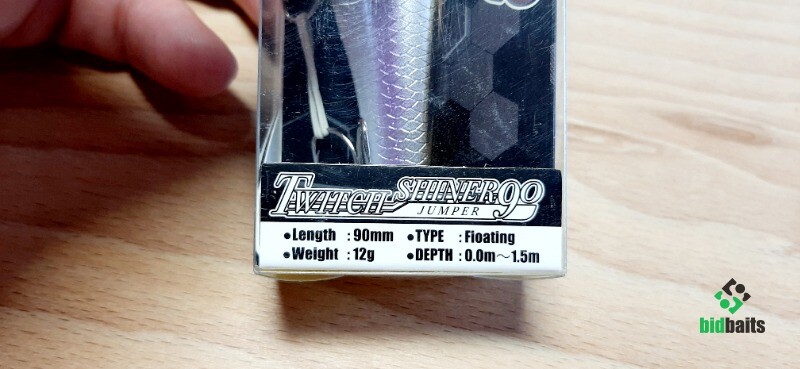 TWITCH SHINER 90
JUMPER
●Length : 90mm ●TYPE : Floating
●Weight : 12g ●DEPTH : 0.0m～1.5m
bidbaits